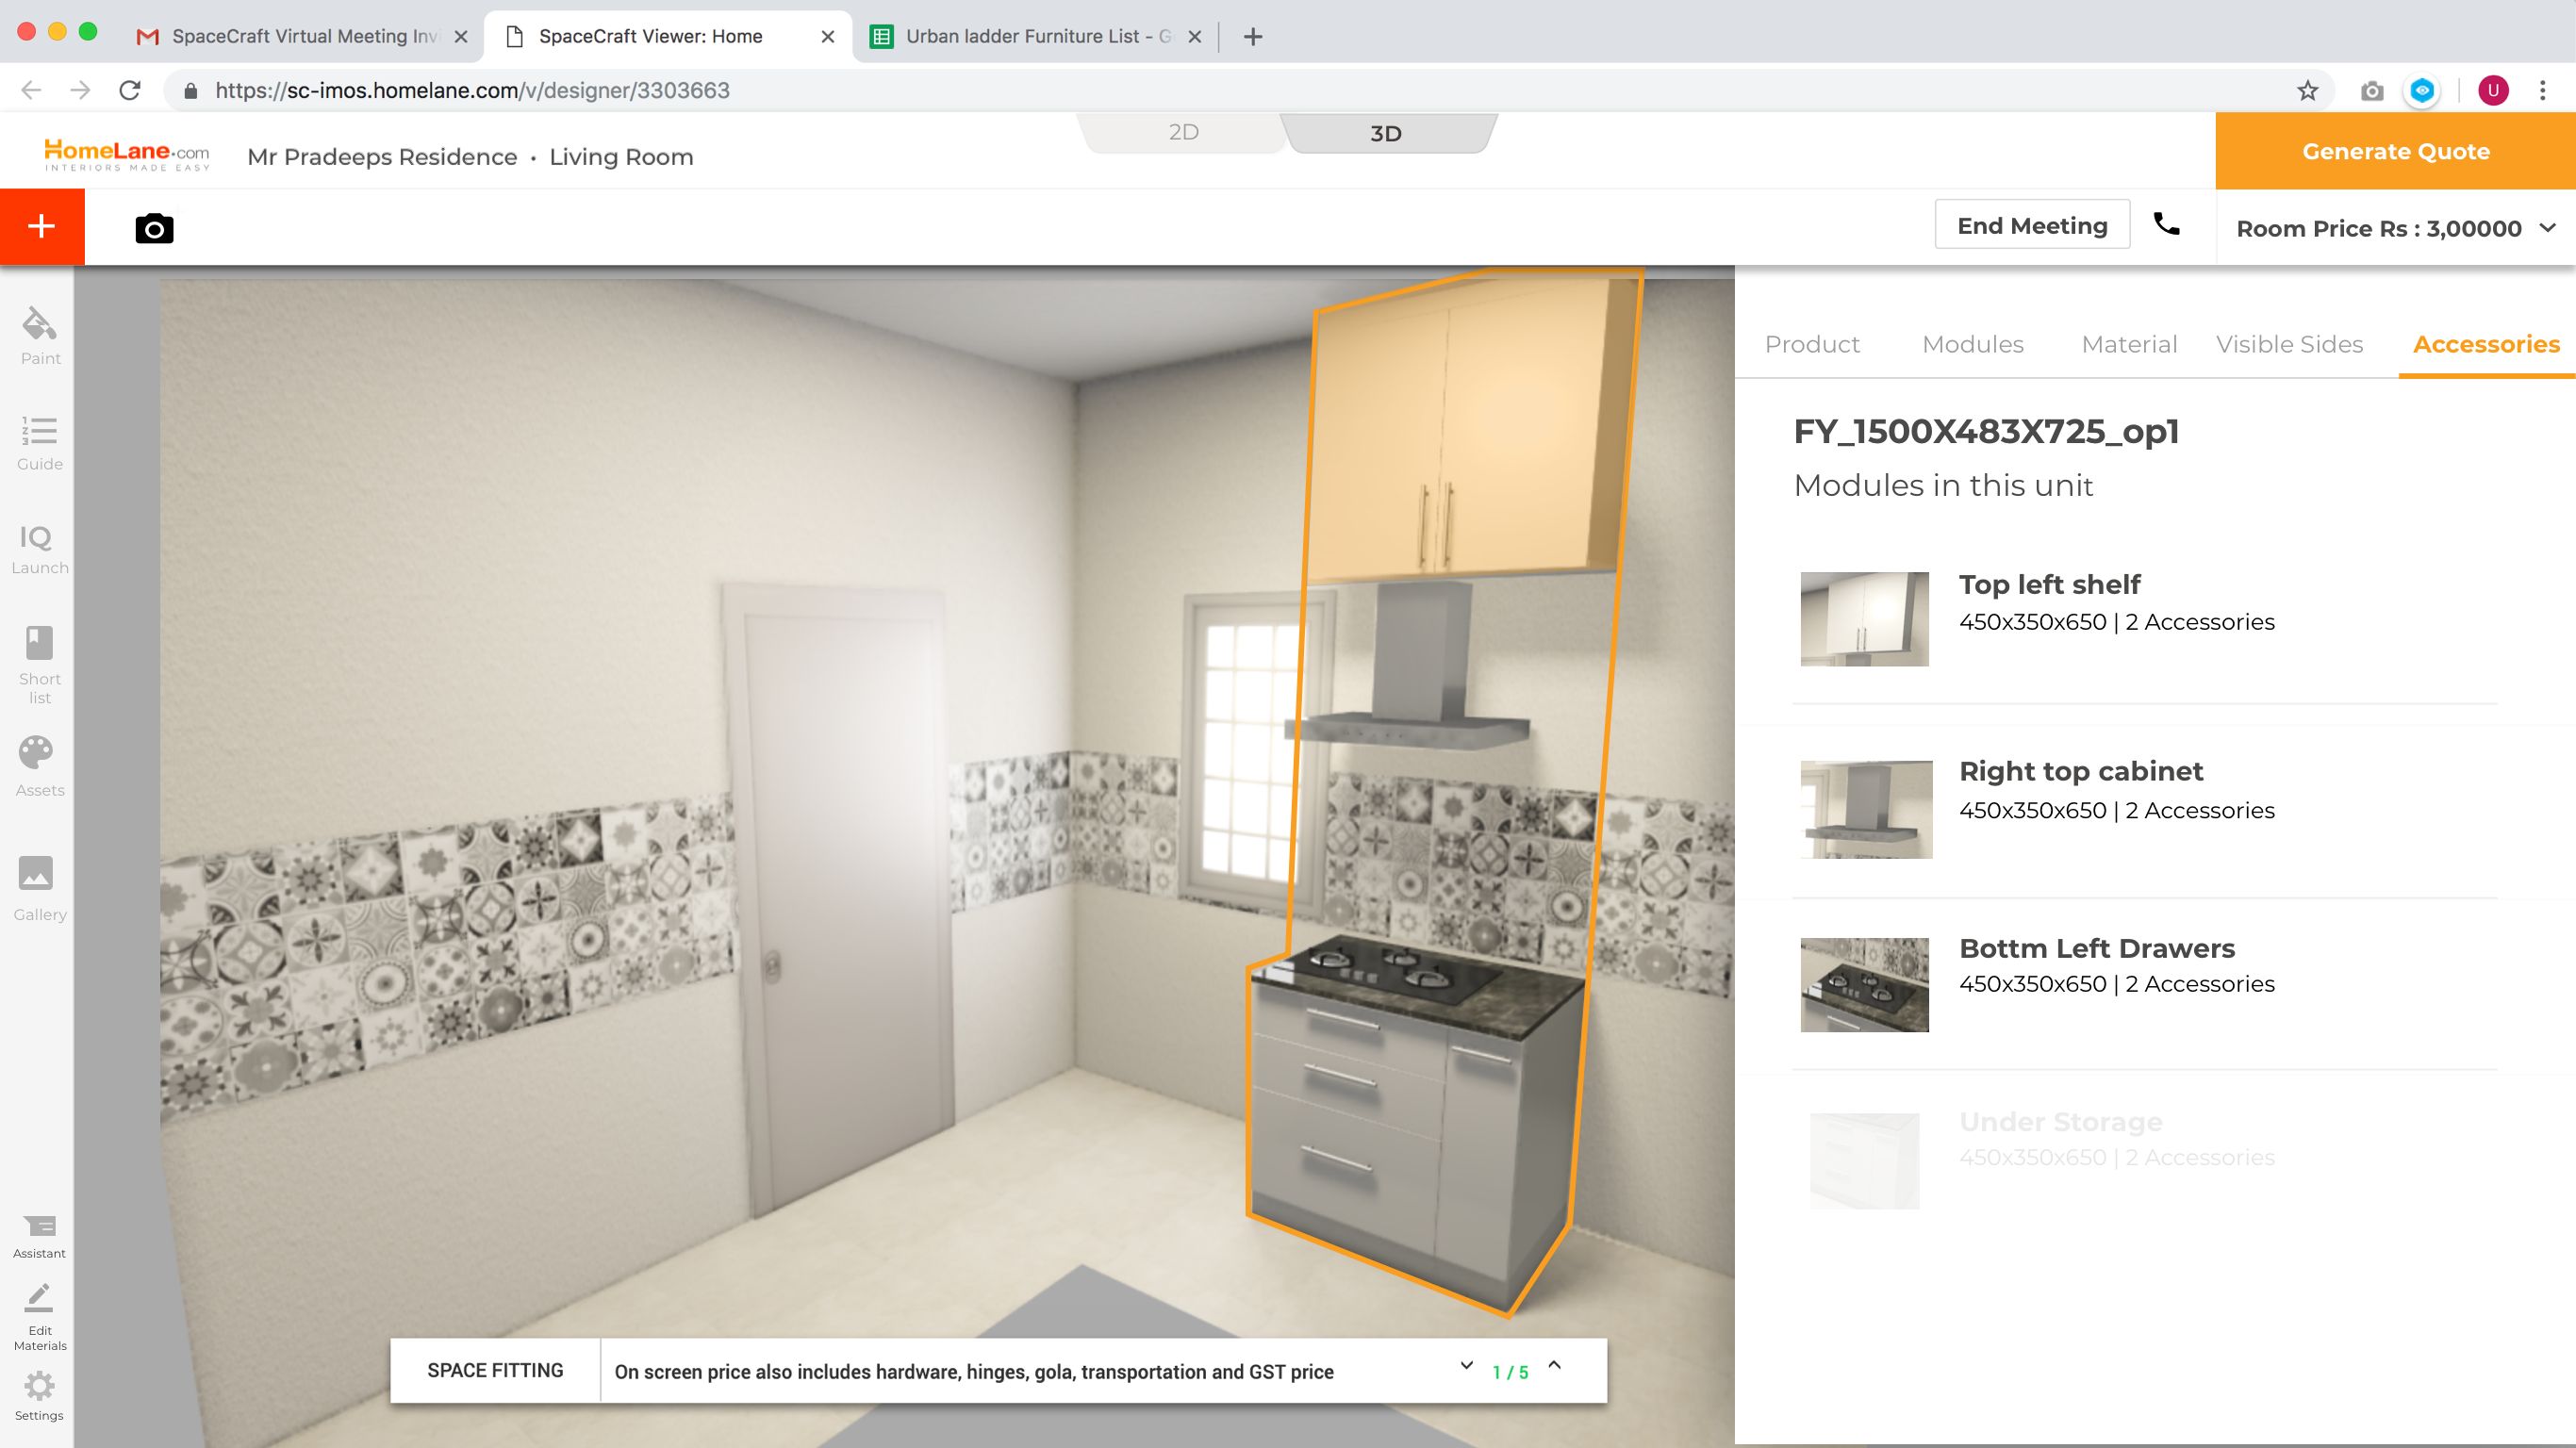 SpaceCraft Virtual Meeting Inv
SpaceCraft Viewer: Home
Urban ladder Furniture List - G
https://sc-imos.homelane.com/v/designer/3303663
U
HomeLane.com
INTERIORS MADE EASY
Mr Pradeeps Residence • Living Room
2D
3D
Generate Quote
+
End Meeting
Room Price Rs : 3,00000
Paint
Guide
IQ
Launch
Short
list
Assets
Gallery
Assistant
Edit
Materials
Settings
Product
Modules
Material
Visible Sides
Accessories
FY_1500X483X725_op1
Modules in this unit
Top left shelf
450x350x650 | 2 Accessories
Right top cabinet
450x350x650 | 2 Accessories
Bottm Left Drawers
450x350x650 | 2 Accessories
Under Storage
450x350x650 | 2 Accessories
SPACE FITTING
On screen price also includes hardware, hinges, gola, transportation and GST price
1 / 5